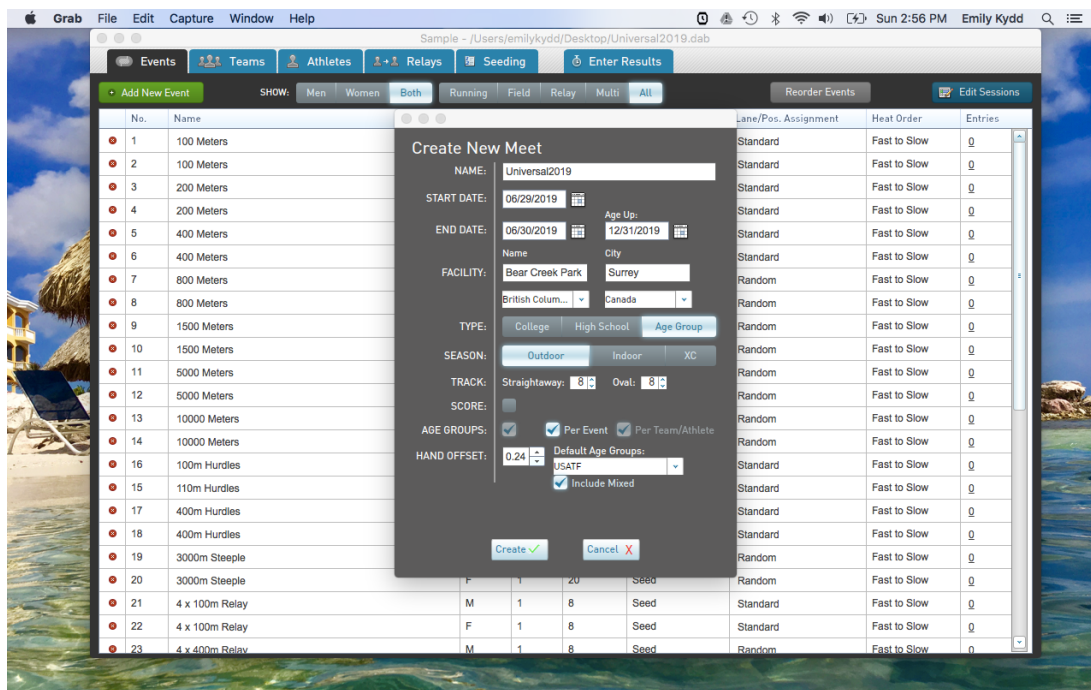 Grab File Edit Capture Window Help Sun 2:56 PM Emily Kydd
Sample - /Users/emilykydd/Desktop/Universal2019.dab
Events Teams Athletes Relays Seeding Enter Results
Add New Event SHOW: Men Women Both Running Field Relay Multi All Reorder Events Edit Sessions
No. Name Lane/Pos. Assignment Heat Order Entries
1 100 Meters Standard Fast to Slow 0
2 100 Meters Standard Fast to Slow 0
3 200 Meters Standard Fast to Slow 0
4 200 Meters Standard Fast to Slow 0
5 400 Meters Standard Fast to Slow 0
6 400 Meters Standard Fast to Slow 0
7 800 Meters Random Fast to Slow 0
8 800 Meters Random Fast to Slow 0
9 1500 Meters Random Fast to Slow 0
10 1500 Meters Random Fast to Slow 0
11 5000 Meters Random Fast to Slow 0
12 5000 Meters Random Fast to Slow 0
13 10000 Meters Random Fast to Slow 0
14 10000 Meters Random Fast to Slow 0
16 100m Hurdles Standard Fast to Slow 0
15 110m Hurdles Standard Fast to Slow 0
17 400m Hurdles Standard Fast to Slow 0
18 400m Hurdles Standard Fast to Slow 0
19 3000m Steeple Random Fast to Slow 0
20 3000m Steeple F 1 20 Seed Random Fast to Slow 0
21 4 x 100m Relay M 1 8 Seed Standard Fast to Slow 0
22 4 x 100m Relay F 1 8 Seed Standard Fast to Slow 0
23 4 x 400m Relay M 1 8 Seed Random Fast to Slow 0
Create New Meet
NAME: Universal2019
START DATE: 06/29/2019
Age Up:
END DATE: 06/30/2019 12/31/2019
Name City
FACILITY: Bear Creek Park Surrey
British Colum... Canada
TYPE: College High School Age Group
SEASON: Outdoor Indoor XC
TRACK: Straightaway: 8 Oval: 8
SCORE:
AGE GROUPS: Per Event Per Team/Athlete
HAND OFFSET: 0.24 Default Age Groups:
USATF
Include Mixed
Create Cancel X